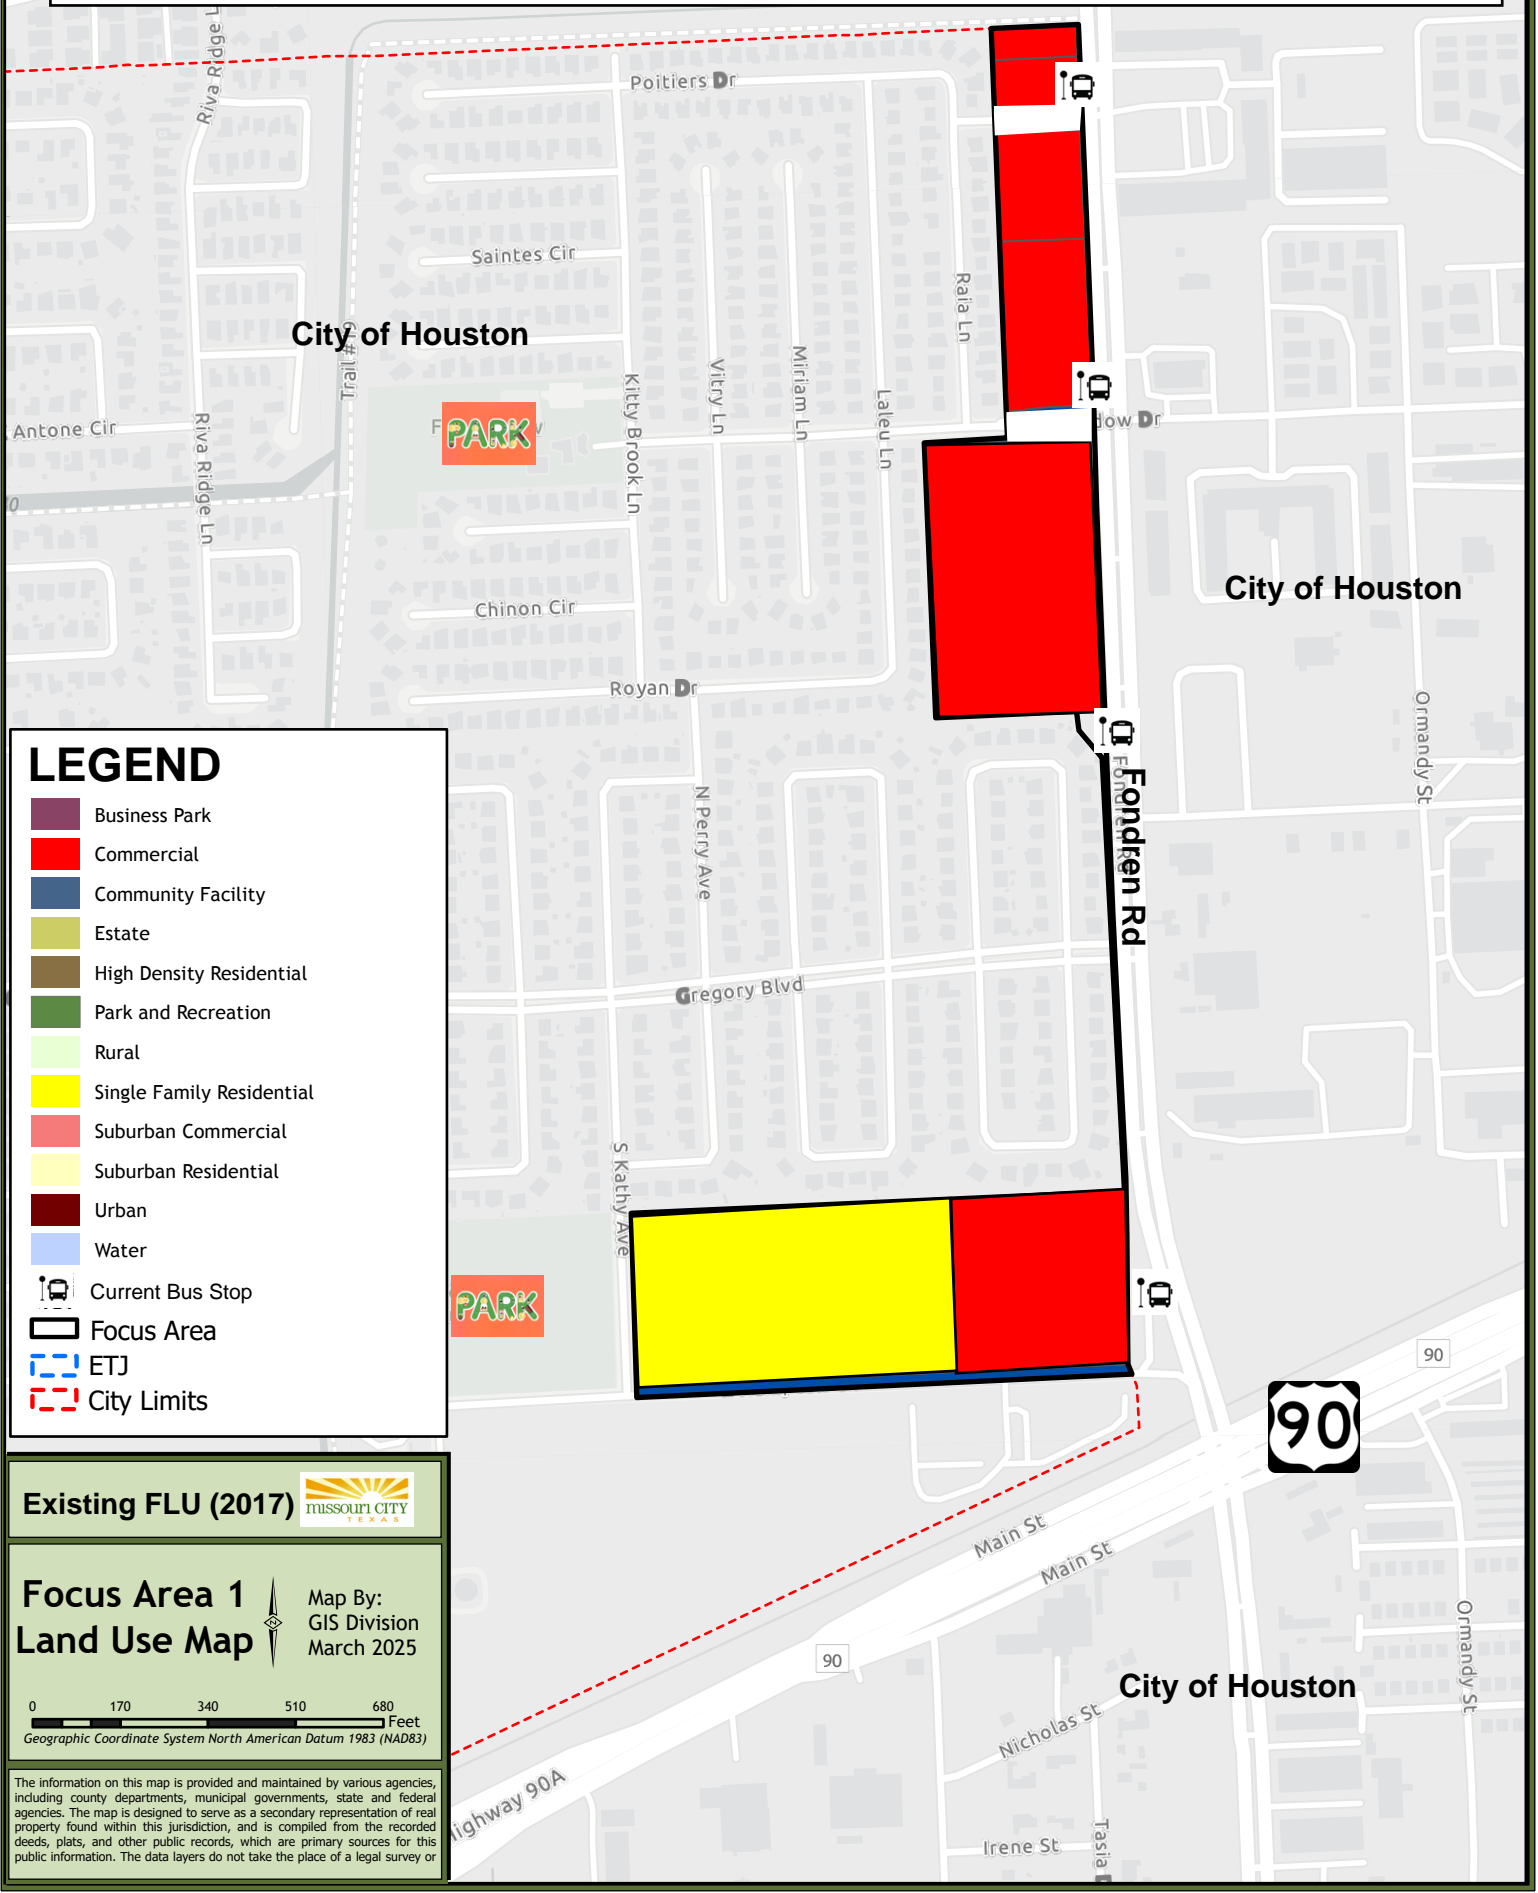 Riva Ridge L
Poitiers Dr
Saintes Cir
City of Houston
Trail #19
Raia Ln
Kitty Brook Ln
Vitry Ln
Miriam Ln
Laleu Ln
dow Dr
Antone Cir
Riva Ridge Ln
PARK
10
City of Houston
Chinon Cir
Royan Dr
Ormandy St
Fondren Rd
Fondren Rd
N Perry Ave
Gregory Blvd
S Kathy Ave
PARK
LEGEND
Business Park
Commercial
Community Facility
Estate
High Density Residential
Park and Recreation
Rural
Single Family Residential
Suburban Commercial
Suburban Residential
Urban
Water
Current Bus Stop
Focus Area
ETJ
City Limits
90
90
Main St
Main St
90
City of Houston
Nicholas St
Ormandy St
Highway 90A
Irene St
Tasia D
Existing FLU (2017)
missouri CITY
TEXAS
Focus Area 1
Land Use Map
N
Map By:
GIS Division
March 2025
0 170 340 510 680
Feet
Geographic Coordinate System North American Datum 1983 (NAD83)
The information on this map is provided and maintained by various agencies,
including county departments, municipal governments, state and federal
agencies. The map is designed to serve as a secondary representation of real
property found within this jurisdiction, and is compiled from the recorded
deeds, plats, and other public records, which are primary sources for this
public information. The data layers do not take the place of a legal survey or